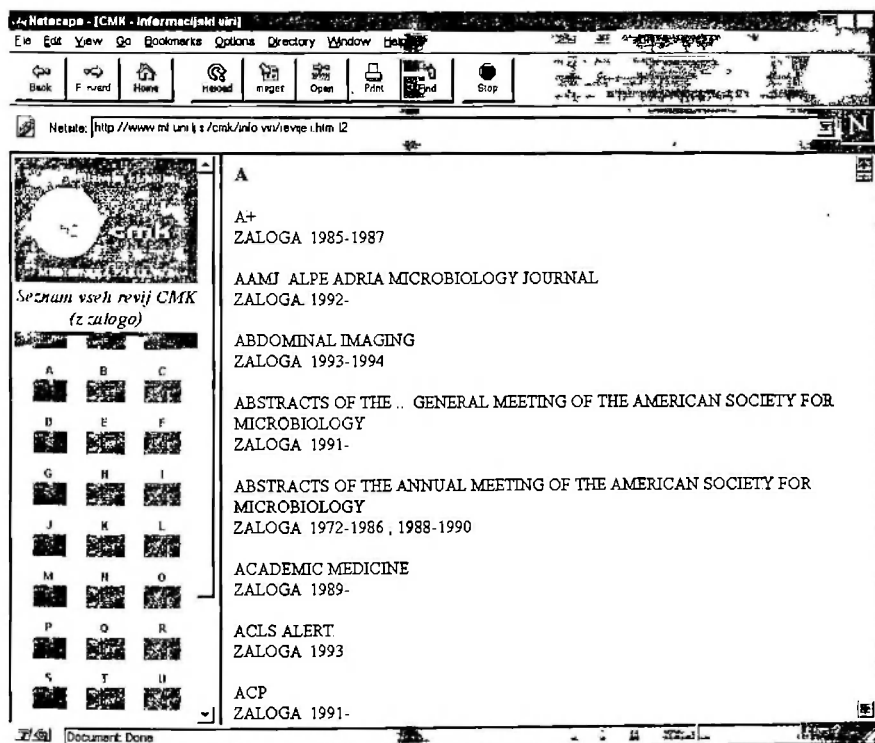 Netscape - [CMK - Informacijski viri]
File Edit View Go Bookmarks Options Directory Window Help
Back Forward Home Reload Images Open Print Find Stop
Netsite: http://www
N
cmk
Seznam vseh revij CMK
(z zalogo)
A B C
D E F
G H I
J K L
M N O
P Q R
S T U
A
A+
ZALOGA 1985-1987
AAMJ ALPE ADRIA MICROBIOLOGY JOURNAL
ZALOGA 1992-
ABDOMINAL IMAGING
ZALOGA 1993-1994
ABSTRACTS OF THE .. GENERAL MEETING OF THE AMERICAN SOCIETY FOR
MICROBIOLOGY
ZALOGA 1991-
ABSTRACTS OF THE ANNUAL MEETING OF THE AMERICAN SOCIETY FOR
MICROBIOLOGY
ZALOGA 1972-1986 , 1988-1990
ACADEMIC MEDICINE
ZALOGA 1989-
ACLS ALERT
ZALOGA 1993
ACP
ZALOGA 1991-
Document: Done